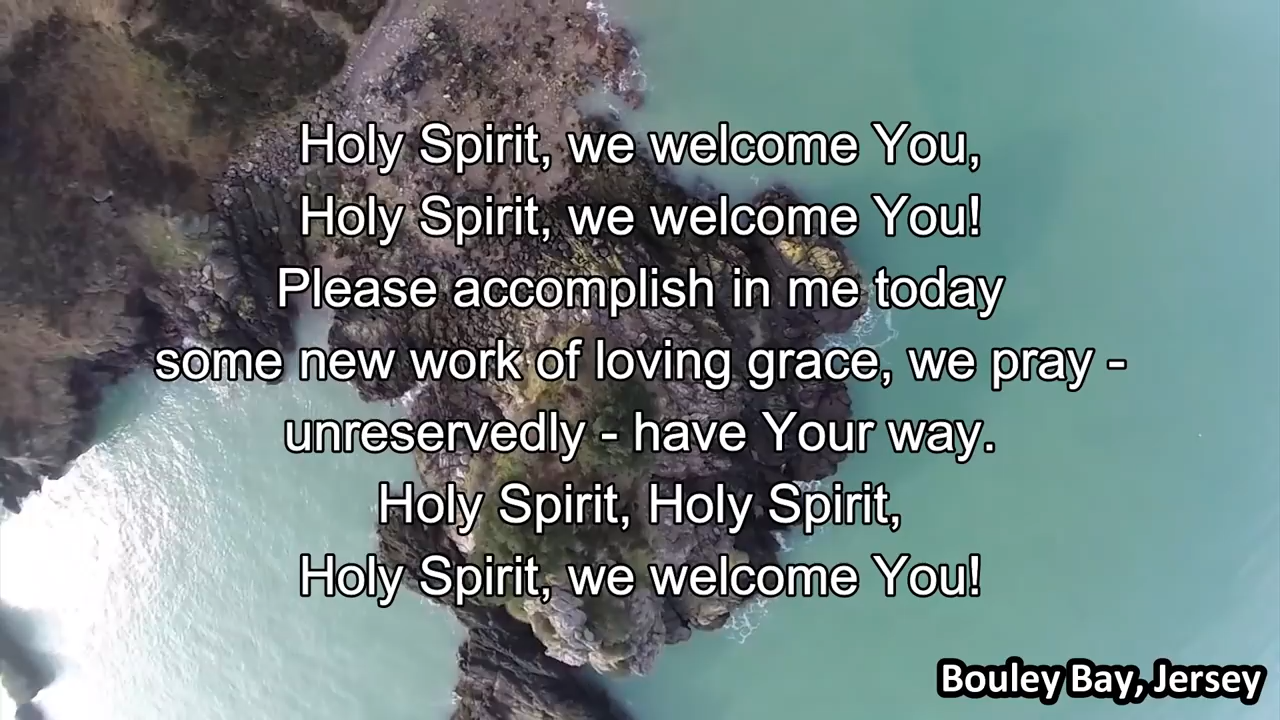 Holy Spirit, we welcome You,
Holy Spirit, we welcome You!
Please accomplish in me today
some new work of loving grace, we pray -
unreservedly - have Your way.
Holy Spirit, Holy Spirit,
Holy Spirit, we welcome You!
Bouley Bay, Jersey